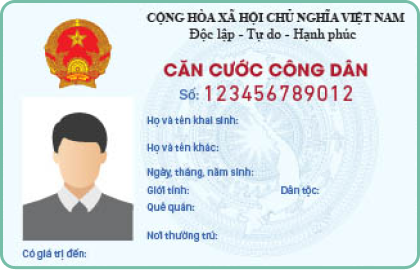 CỘNG HÒA XÃ HỘI CHỦ NGHĨA VIỆT NAM
Độc lập - Tự do - Hạnh phúc
CĂN CƯỚC CÔNG DÂN
Số: 123456789012
Họ và tên khai sinh:
Họ và tên khác:
Ngày, tháng, năm sinh:
Giới tính: Dân tộc:
Quê quán:
Nơi thường trú:
Có giá trị đến: